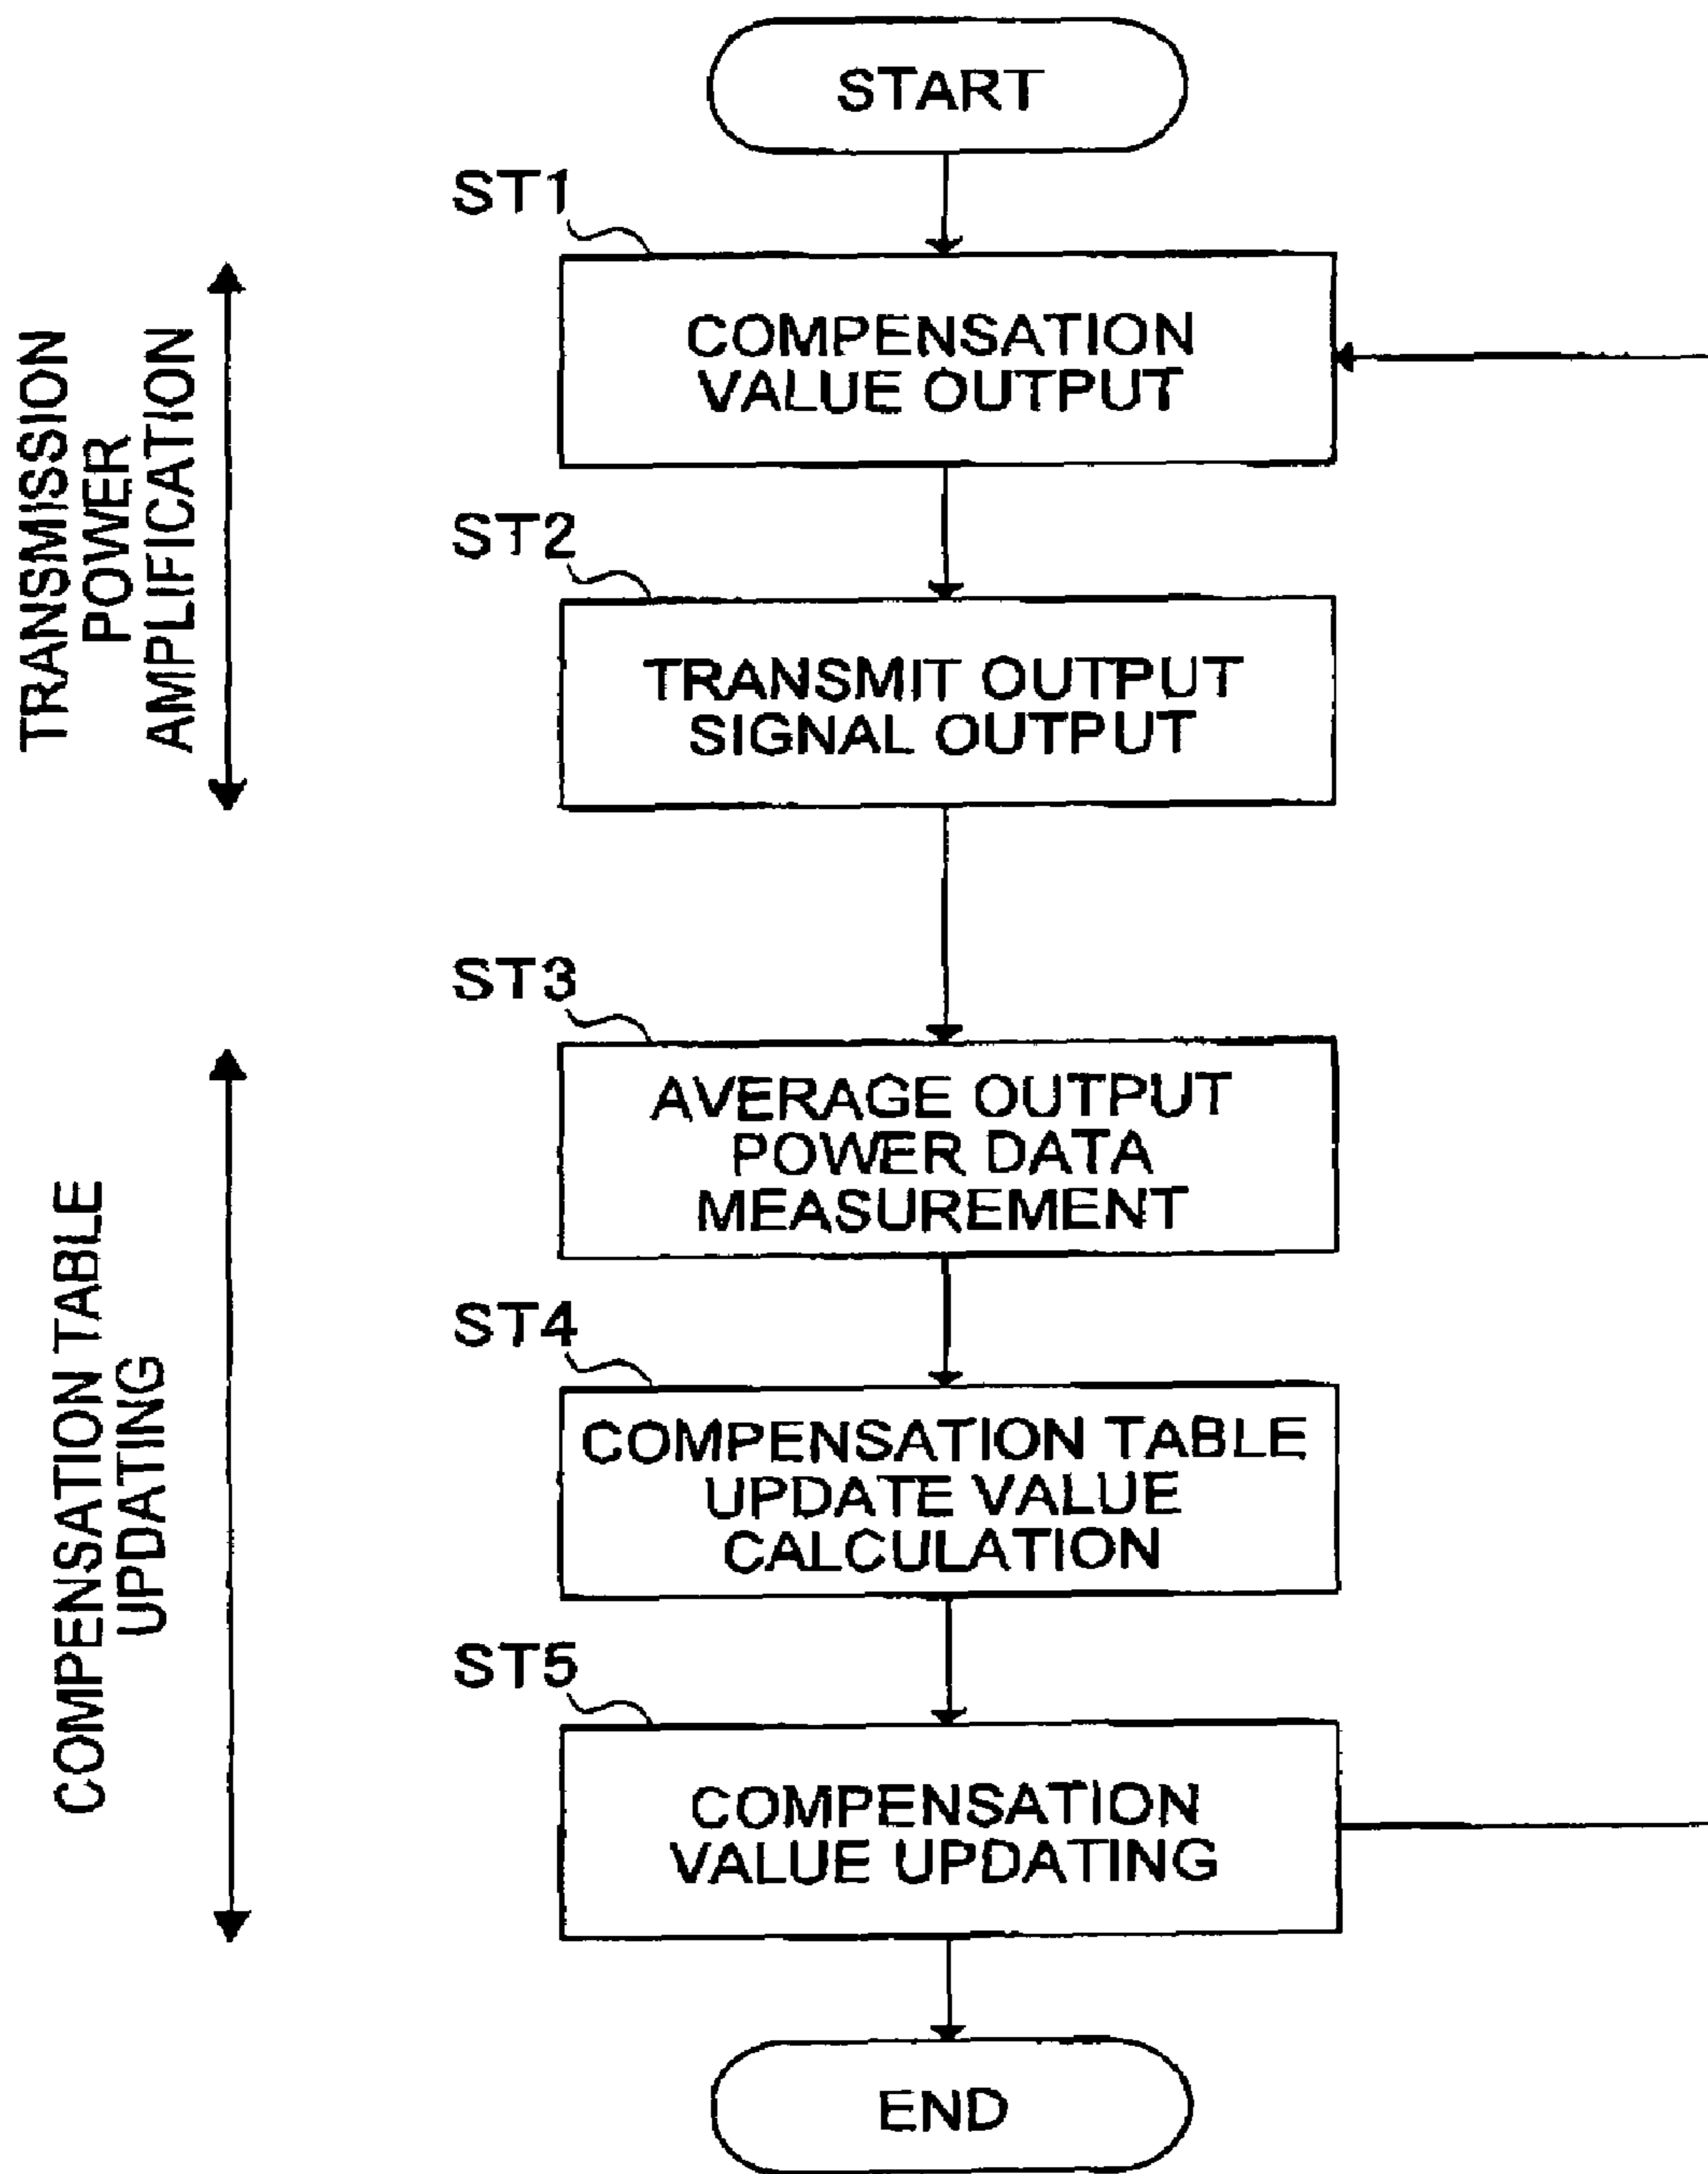 START
ST1
COMPENSATION
VALUE OUTPUT
ST2
TRANSMIT OUTPUT
SIGNAL OUTPUT
TRANSMISSION
POWER
AMPLIFICATION
ST3
AVERAGE OUTPUT
POWER DATA
MEASUREMENT
ST4
COMPENSATION TABLE
UPDATE VALUE
CALCULATION
ST5
COMPENSATION
VALUE UPDATING
COMPENSATION TABLE
UPDATING
END